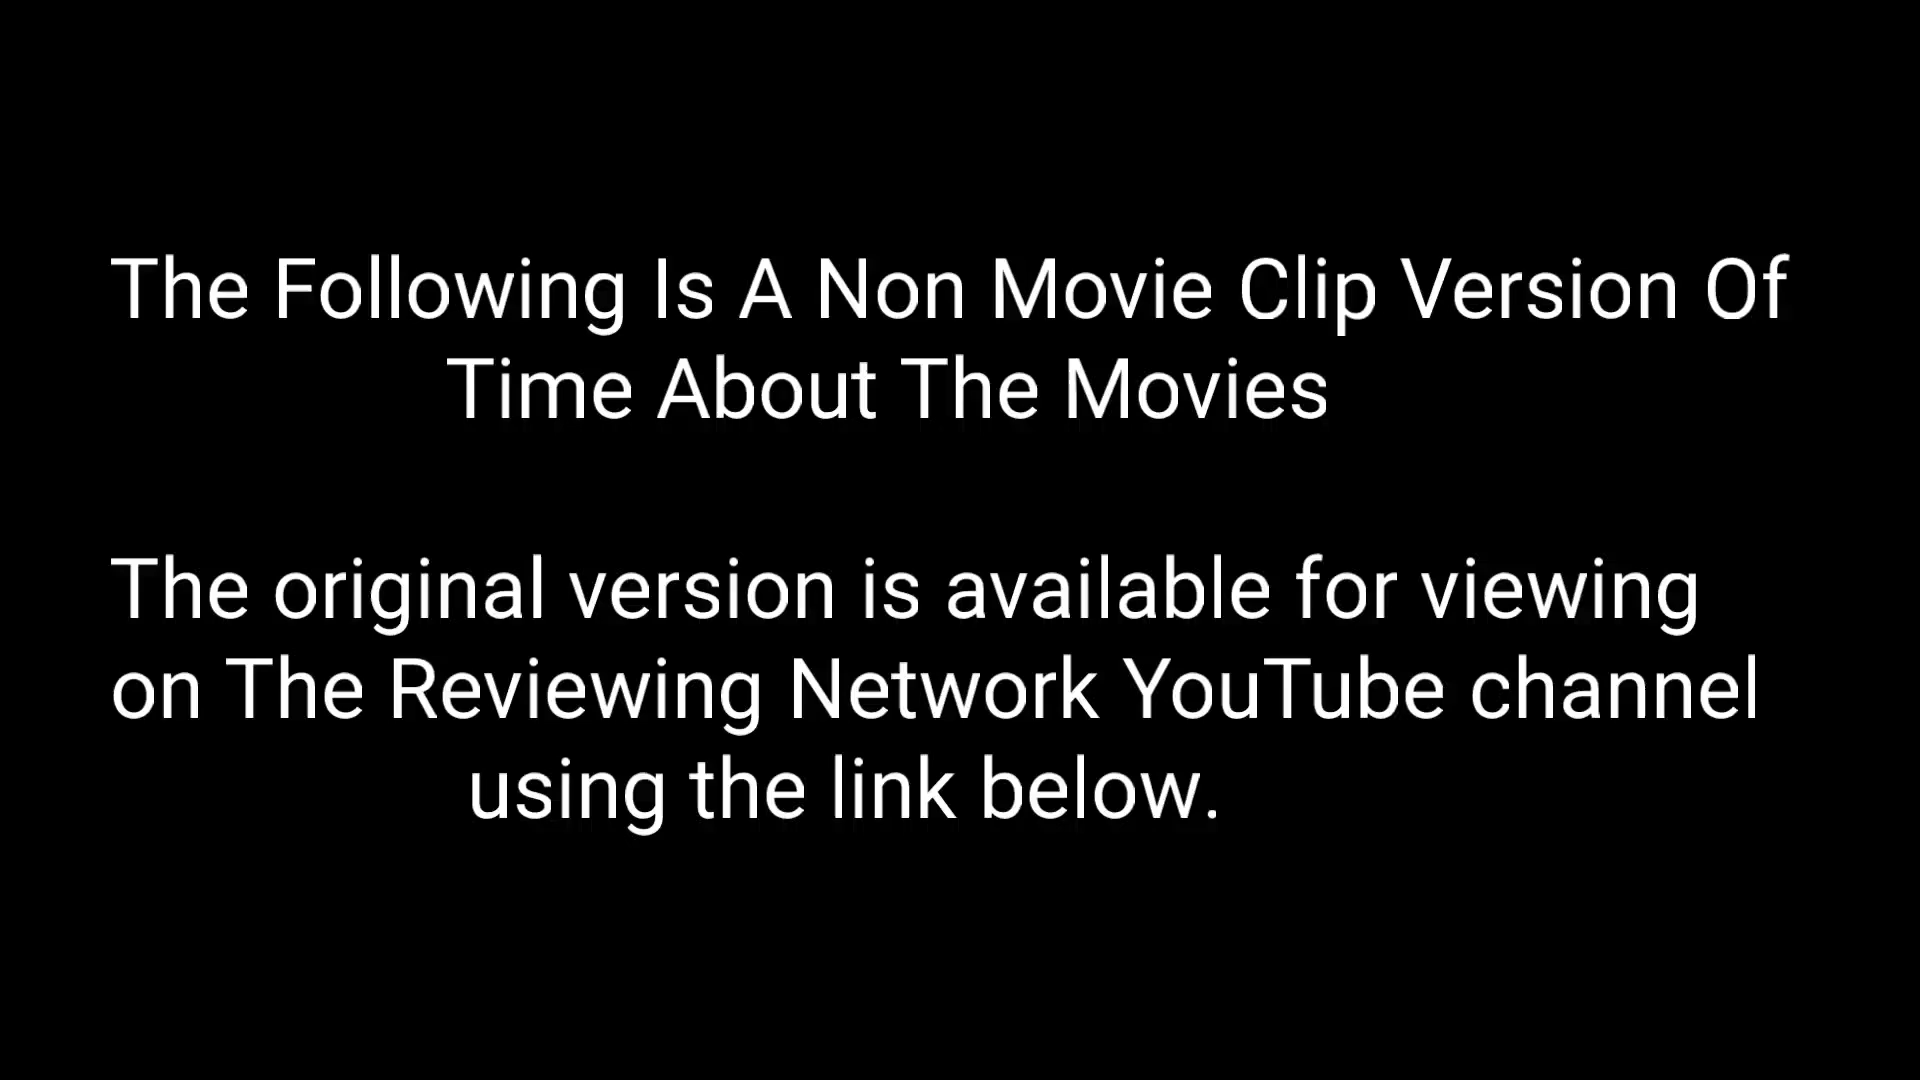 The Following Is A Non Movie Clip Version Of
Time About The Movies
The original version is available for viewing
on The Reviewing Network YouTube channel
using the link below.